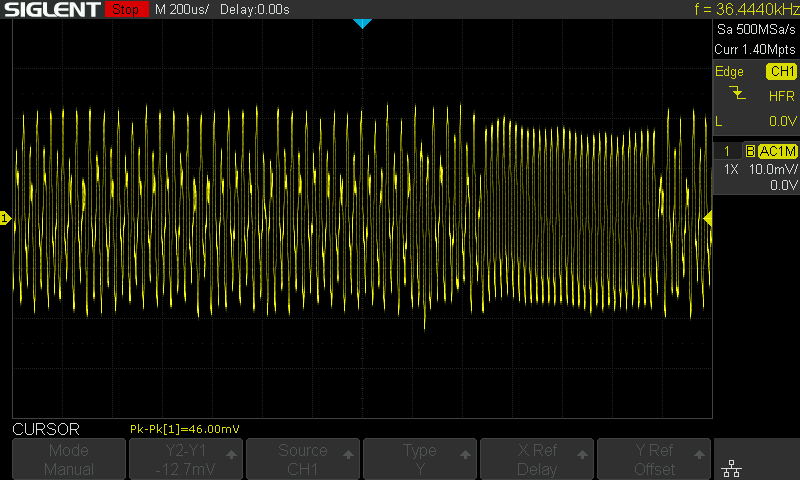 SIGLENT Stop M 200us/ Delay:0.00s f = 36.4440kHz
Sa 500MSa/s
Curr 1.40Mpts
Edge CH1
HFR
L 0.0V
1 B AC1M
1X 10.0mV/
0.0V
1
CURSOR Pk-Pk[1]=46.00mV
Mode Y2-Y1 Source Type X Ref Y Ref
Manual -12.7mV CH1 Y Delay Offset